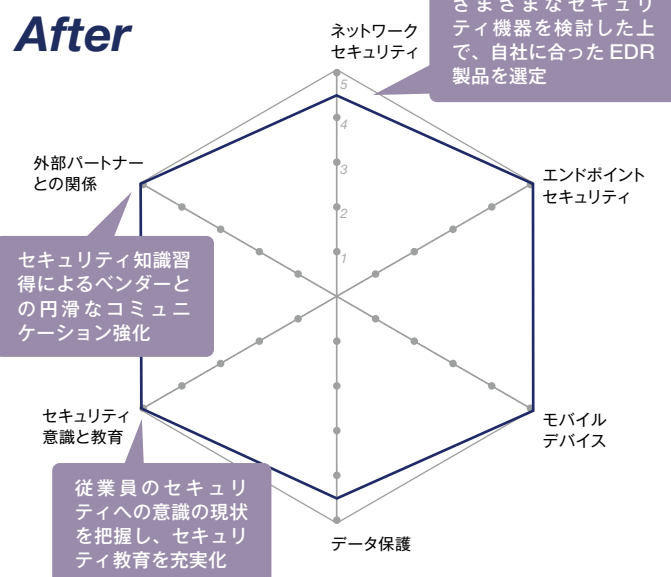 After
ネットワーク
セキュリティ
さまざまなセキュリ
ティ機器を検討した上
で、自社に合った EDR
製品を選定
5
4
3
2
1
外部パートナー
との関係
エンドポイント
セキュリティ
セキュリティ知識習
得によるベンダーと
の円滑なコミュニ
ケーション強化
セキュリティ
意識と教育
モバイル
デバイス
従業員のセキュリ
ティへの意識の現状
を把握し、セキュリ
ティ教育を充実化
データ保護